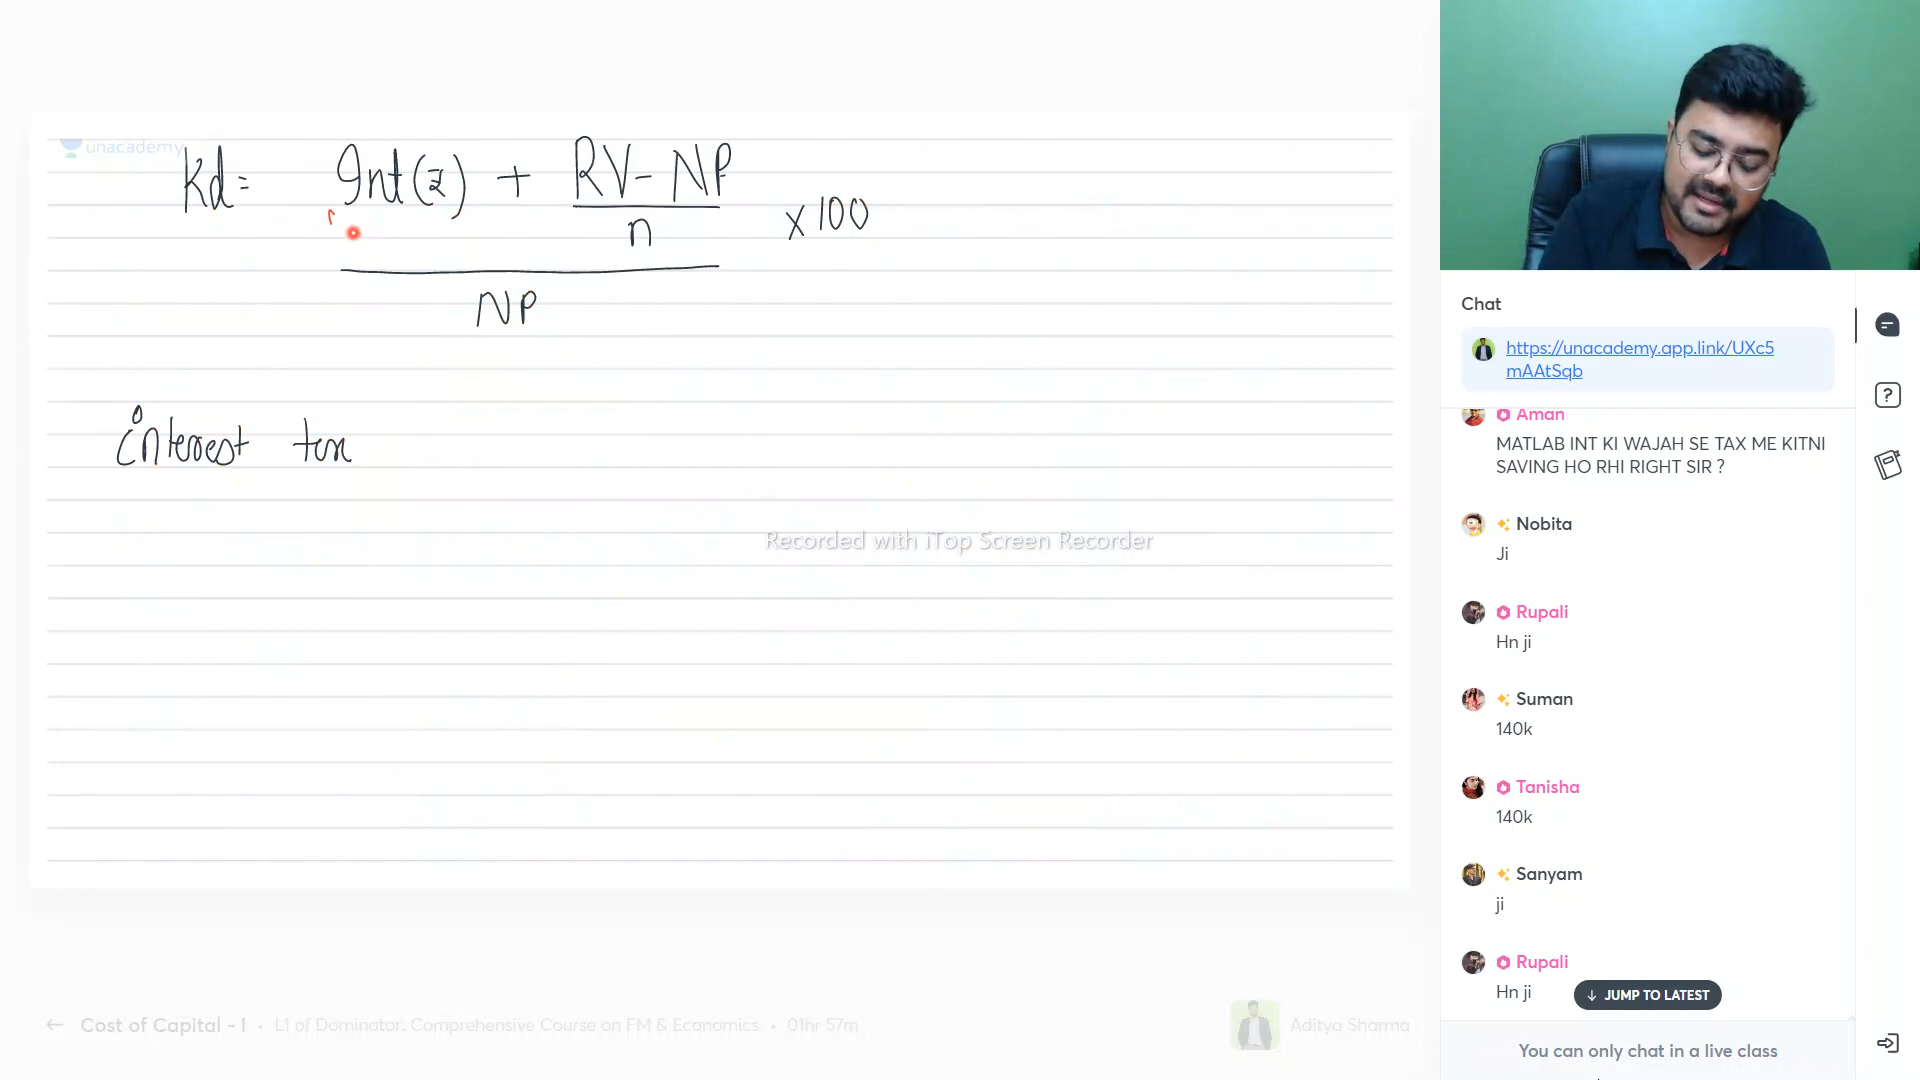 unacademy
Kd = Int(₹) + RV - NP
n
x 100
NP
interest tax
Recorded with iTop Screen Recorder
Cost of Capital - I • L1 of Dominator: Comprehensive Course on FM & Economics • 01hr 57m
Aditya Sharma
Chat
https://unacademy.app.link/UXc5
mAAtSqb
Aman
MATLAB INT KI WAJAH SE TAX ME KITNI
SAVING HO RHI RIGHT SIR ?
Nobita
Ji
Rupali
Hn ji
Suman
140k
Tanisha
140k
Sanyam
ji
Rupali
Hn ji
JUMP TO LATEST
You can only chat in a live class